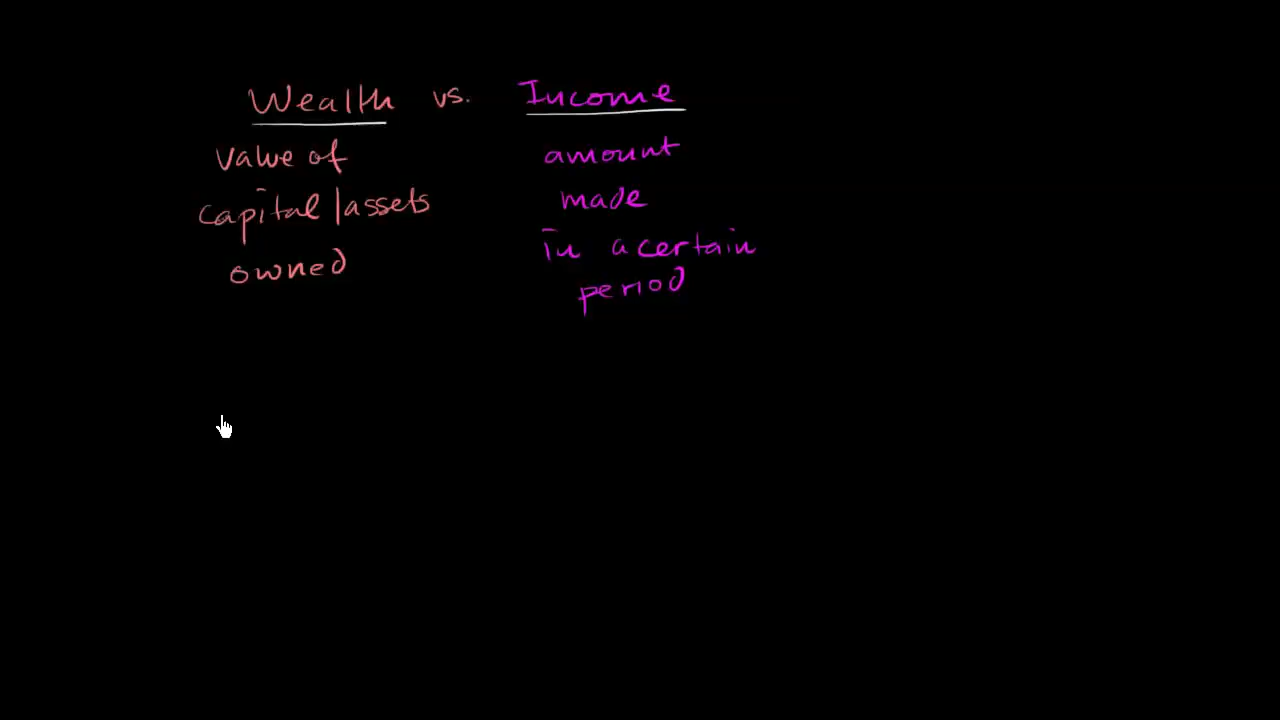 Wealth vs. Income
value of
capital/assets
owned
amount
made
in a certain
period